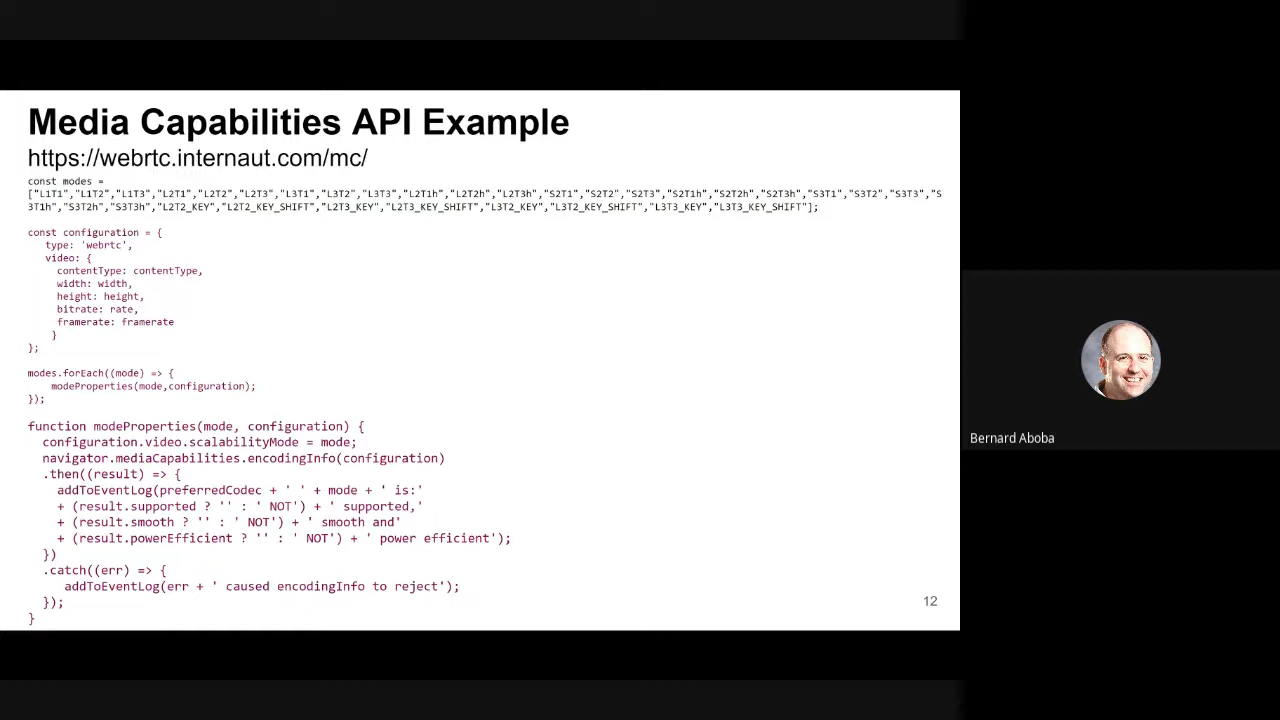 Media Capabilities API Example
https://webrtc.internaut.com/mc/
const modes =
["L1T1","L1T2","L1T3","L2T1","L2T2","L2T3","L3T1","L3T2","L3T3","L2T1h","L2T2h","L2T3h","S2T1","S2T2","S2T3","S2T1h","S2T2h","S2T3h","S3T1","S3T2","S3T3","S
3T1h","S3T2h","S3T3h","L2T2_KEY","L2T2_KEY_SHIFT","L2T3_KEY","L2T3_KEY_SHIFT","L3T2_KEY","L3T2_KEY_SHIFT","L3T3_KEY","L3T3_KEY_SHIFT"];
const configuration = {
type: 'webrtc',
video: {
contentType: contentType,
width: width,
height: height,
bitrate: rate,
framerate: framerate
}
};
modes.forEach((mode) => {
modeProperties(mode,configuration);
});
function modeProperties(mode, configuration) {
configuration.video.scalabilityMode = mode;
navigator.mediaCapabilities.encodingInfo(configuration)
.then((result) => {
addToEventLog(preferredCodec + ' ' + mode + ' is:'
+ (result.supported ? '' : ' NOT') + ' supported,'
+ (result.smooth ? '' : ' NOT') + ' smooth and'
+ (result.powerEfficient ? '' : ' NOT') + ' power efficient');
})
.catch((err) => {
addToEventLog(err + ' caused encodingInfo to reject');
});
}
12
Bernard Aboba